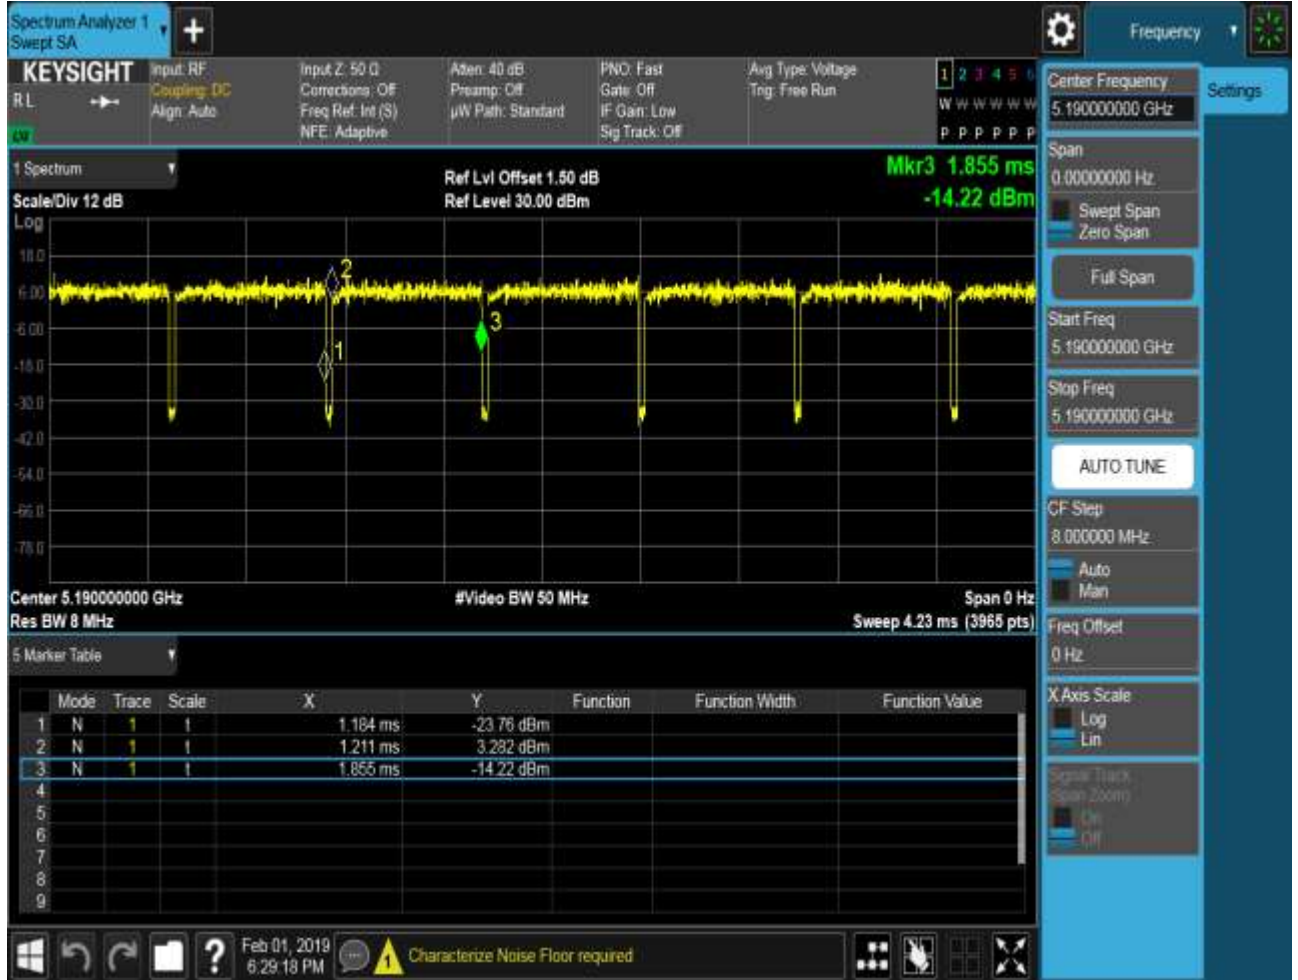 Spectrum Analyzer 1
Swept SA
Frequency
KEYSIGHT
RL
Input: RF
Coupling: DC
Align: Auto
Input Z: 50 Ω
Corrections: Off
Freq Ref: Int (S)
NFE: Adaptive
Atten: 40 dB
Preamp: Off
µW Path: Standard
PNO: Fast
Gate: Off
IF Gain: Low
Sig Track: Off
Avg Type: Voltage
Trig: Free Run
1 2 3 4 5 6
W W W W W W
P P P P P P
1 Spectrum
Scale/Div 12 dB
Ref Lvl Offset 1.50 dB
Ref Level 30.00 dBm
Mkr3 1.855 ms
-14.22 dBm
Log
18.0
6.00
-6.00
-18.0
-30.0
-42.0
-54.0
-66.0
-78.0
2
3
1
Center 5.190000000 GHz
#Video BW 50 MHz
Span 0 Hz
Res BW 8 MHz
Sweep 4.23 ms (3965 pts)
5 Marker Table
Mode Trace Scale X Y Function Function Width Function Value
1 N 1 t 1.184 ms -23.76 dBm
2 N 1 t 1.211 ms 3.282 dBm
3 N 1 t 1.855 ms -14.22 dBm
4
5
6
7
8
9
Feb 01, 2019
6:29:18 PM
?
1
Characterize Noise Floor required
Center Frequency
5.190000000 GHz
Settings
Span
0.00000000 Hz
Swept Span
Zero Span
Full Span
Start Freq
5.190000000 GHz
Stop Freq
5.190000000 GHz
AUTO TUNE
CF Step
8.000000 MHz
Auto
Man
Freq Offset
0 Hz
X Axis Scale
Log
Lin
Signal Track
(Span Zoom)
On
Off